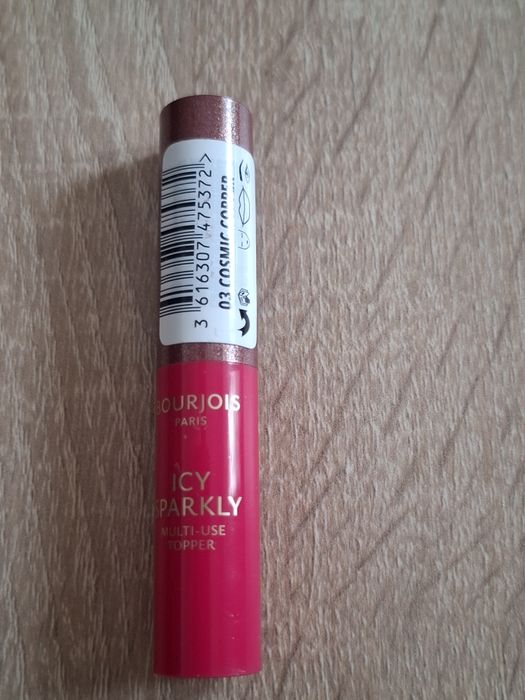 3 616307 475372 >
03 COSMIC COPPER
BOURJOIS
PARIS
ICY
SPARKLY
MULTI-USE
TOPPER